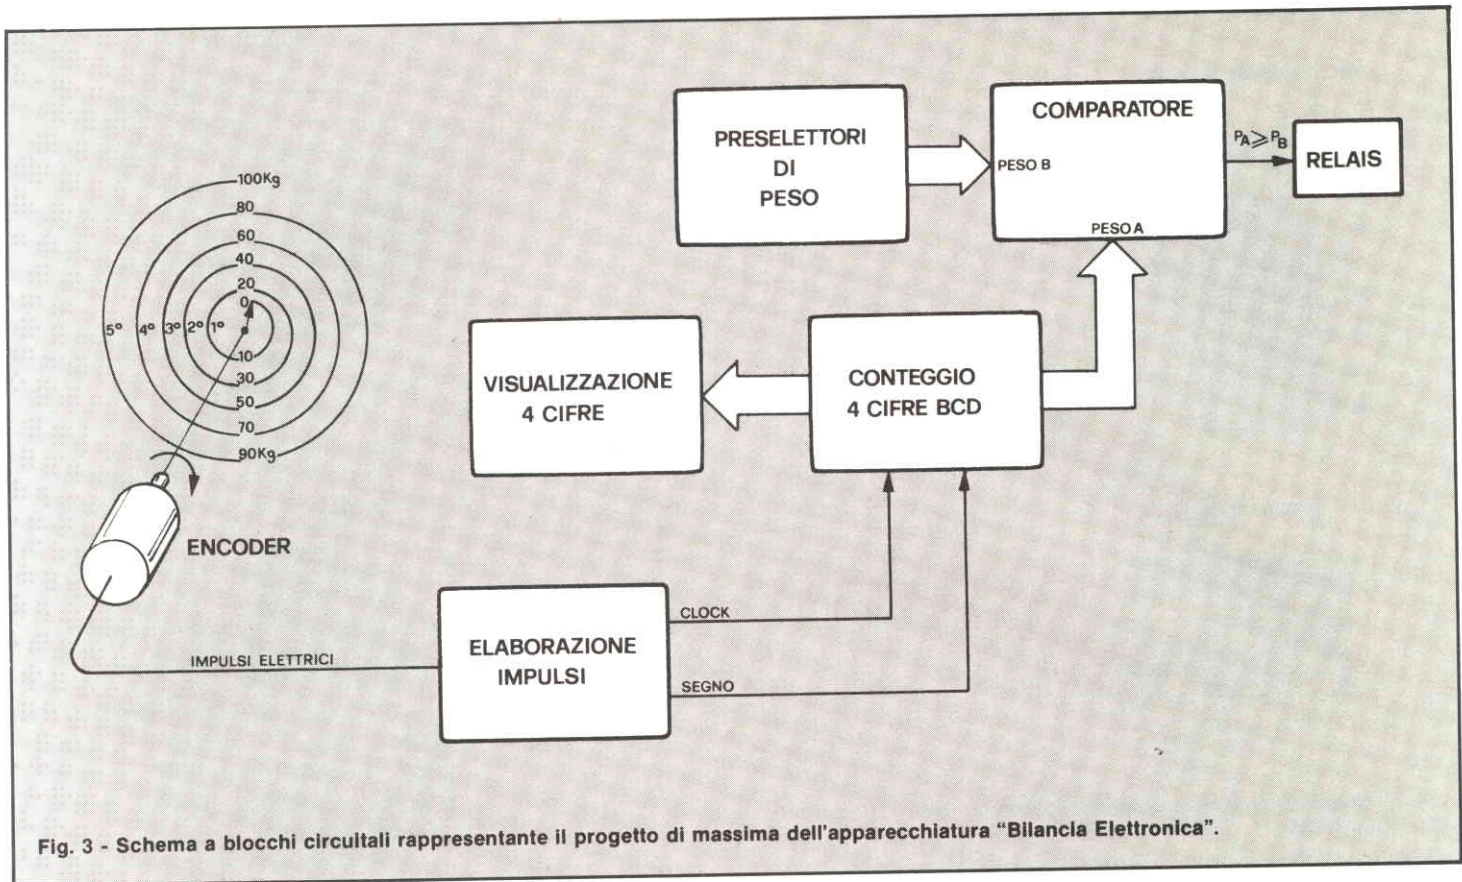 PRESELETTORI
DI
PESO
COMPARATORE
PESO B
PESO A
PA⩾PB
RELAIS
100Kg
80
60
40
20
0
5° 4° 3° 2° 1°
10
30
50
70
90Kg
VISUALIZZAZIONE
4 CIFRE
CONTEGGIO
4 CIFRE BCD
ENCODER
IMPULSI ELETTRICI
ELABORAZIONE
IMPULSI
CLOCK
SEGNO
Fig. 3 - Schema a blocchi circuitali rappresentante il progetto di massima dell'apparecchiatura "Bilancia Elettronica".